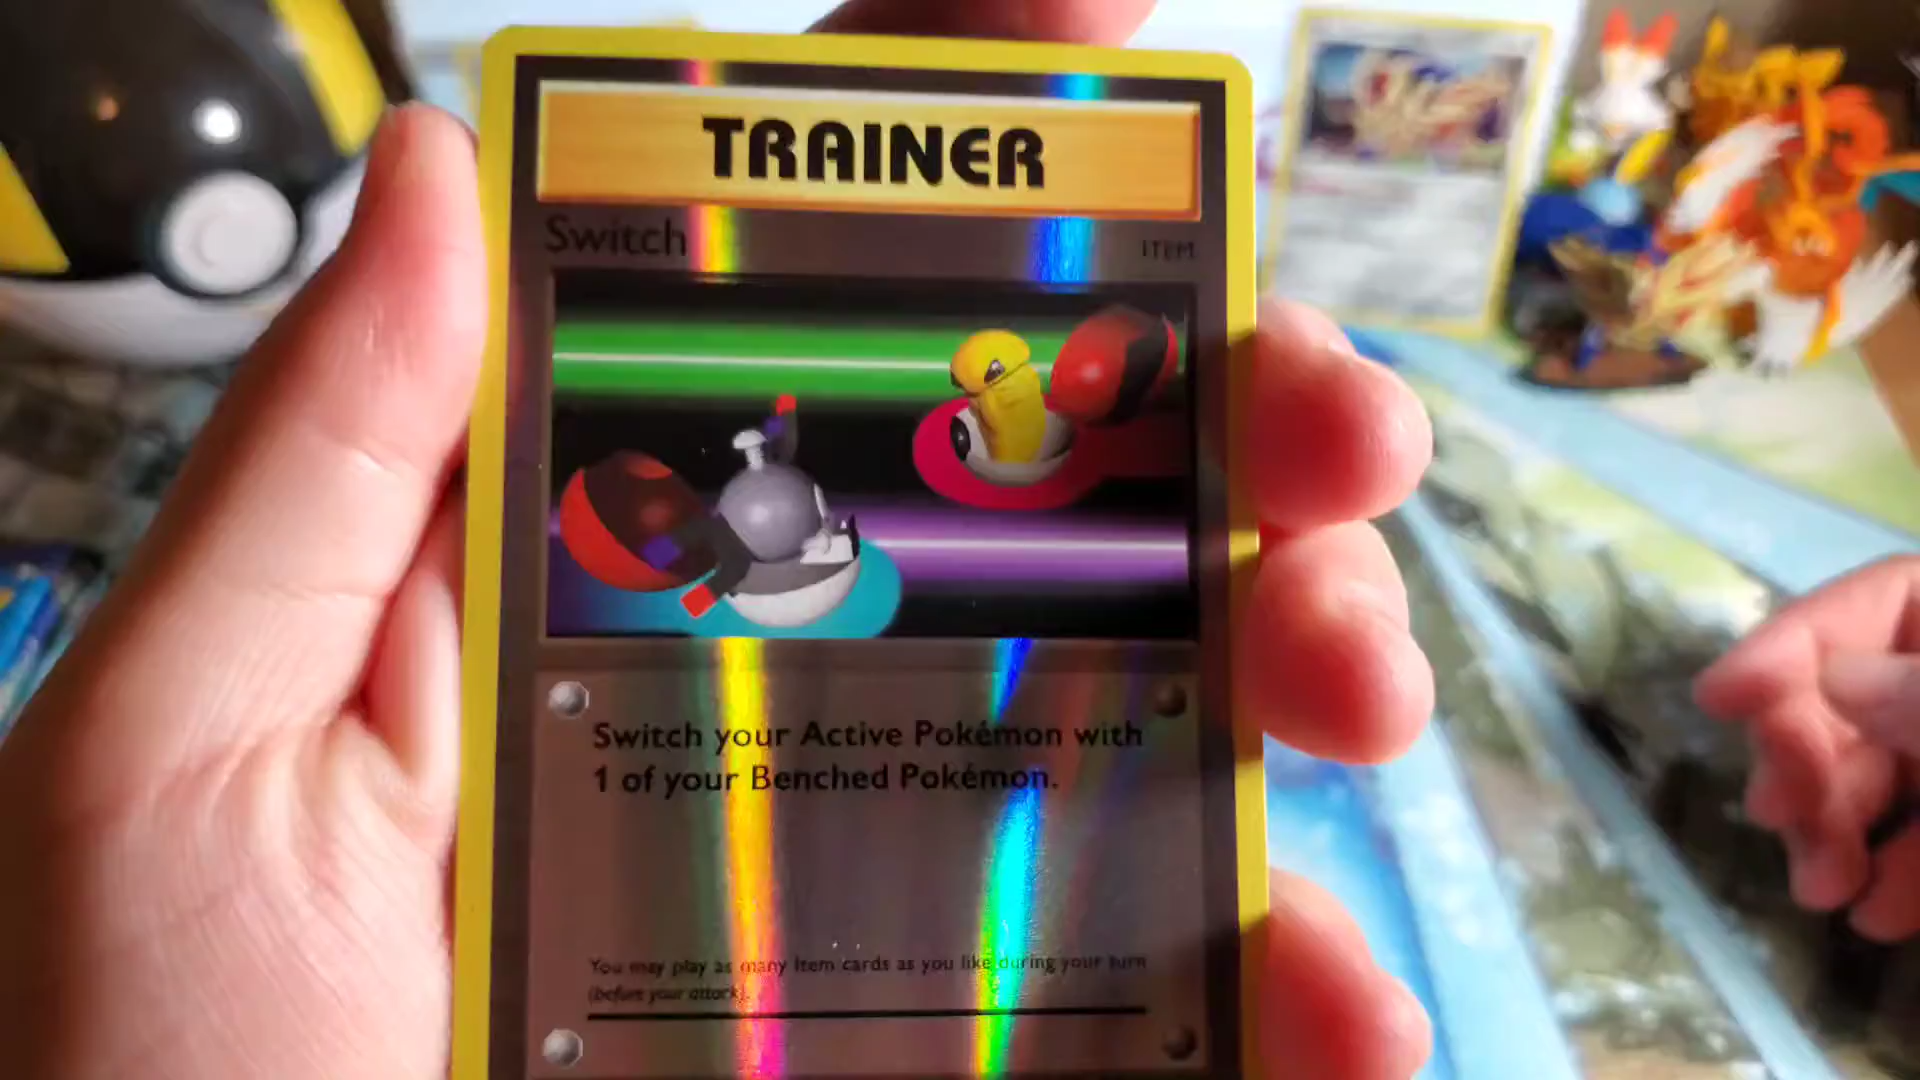 TRAINER
Switch
ITEM
Switch your Active Pokémon with
1 of your Benched Pokémon.
You may play as many Item cards as you like during your turn
(before your attack).